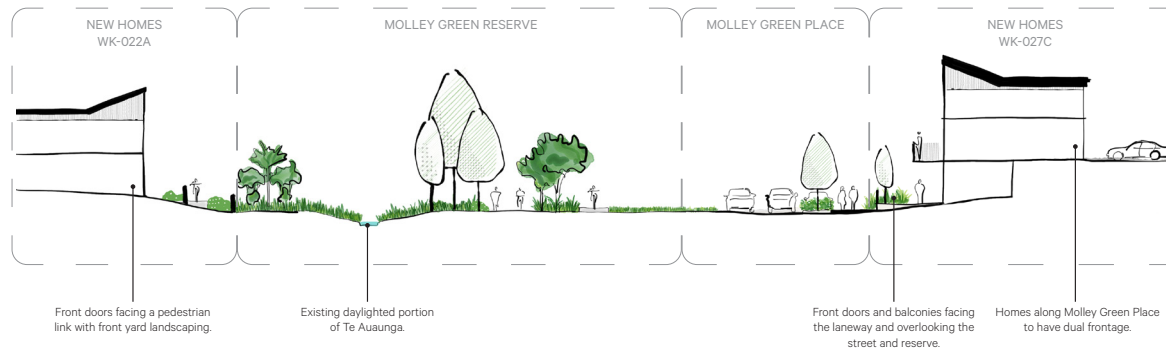 NEW HOMES
WK-022A
MOLLEY GREEN RESERVE
MOLLEY GREEN PLACE
NEW HOMES
WK-027C
Front doors facing a pedestrian
link with front yard landscaping.
Existing daylighted portion
of Te Auaunga.
Front doors and balconies facing
the laneway and overlooking the
street and reserve.
Homes along Molley Green Place
to have dual frontage.